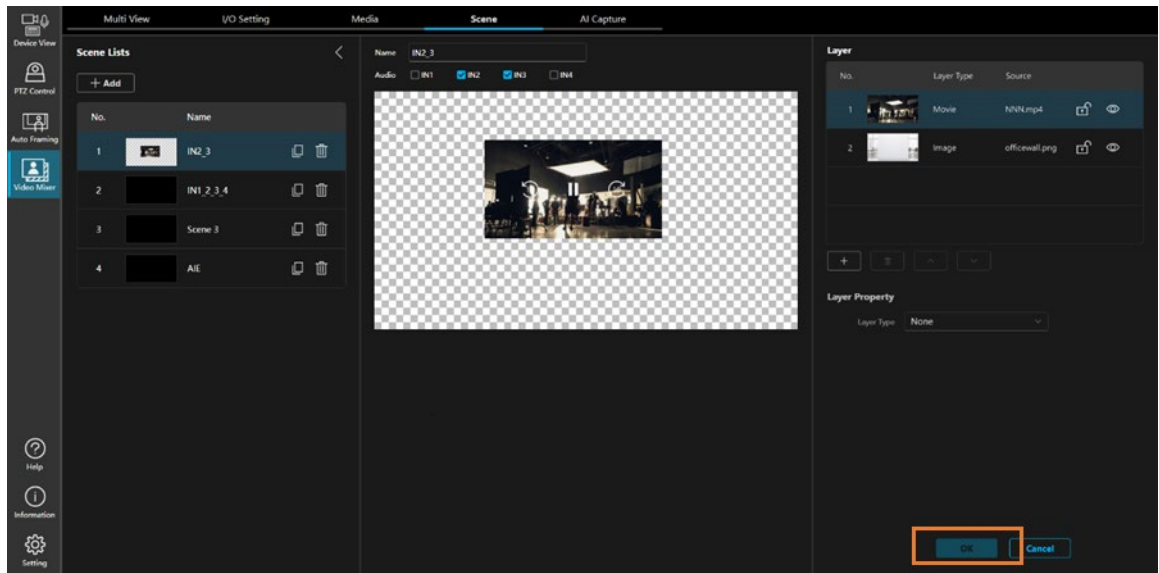 Device View
PTZ Control
Auto Framing
Video Mixer
Help
Information
Setting
Multi View I/O Setting Media Scene AI Capture
Scene Lists
+ Add
No. Name
1 IN2_3
2 IN1_2_3_4
3 Scene 3
4 AIE
Name IN2_3
Audio IN1 IN2 IN3 IN4
Layer
No. Layer Type Source
1 Movie NNN.mp4
2 Image officewall.png
Layer Property
Layer Type None
OK Cancel